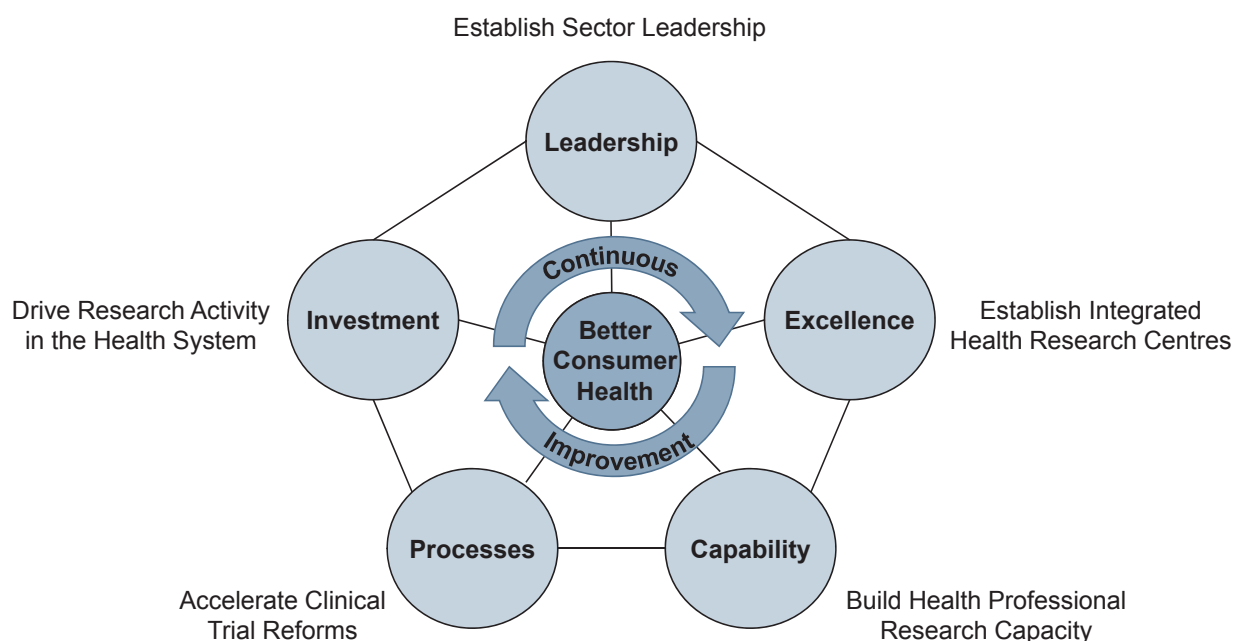 Establish Sector Leadership
Leadership
Continuous
Investment
Drive Research Activity
in the Health System
Better
Consumer
Health
Excellence
Establish Integrated
Health Research Centres
Improvement
Processes
Capability
Accelerate Clinical
Trial Reforms
Build Health Professional
Research Capacity